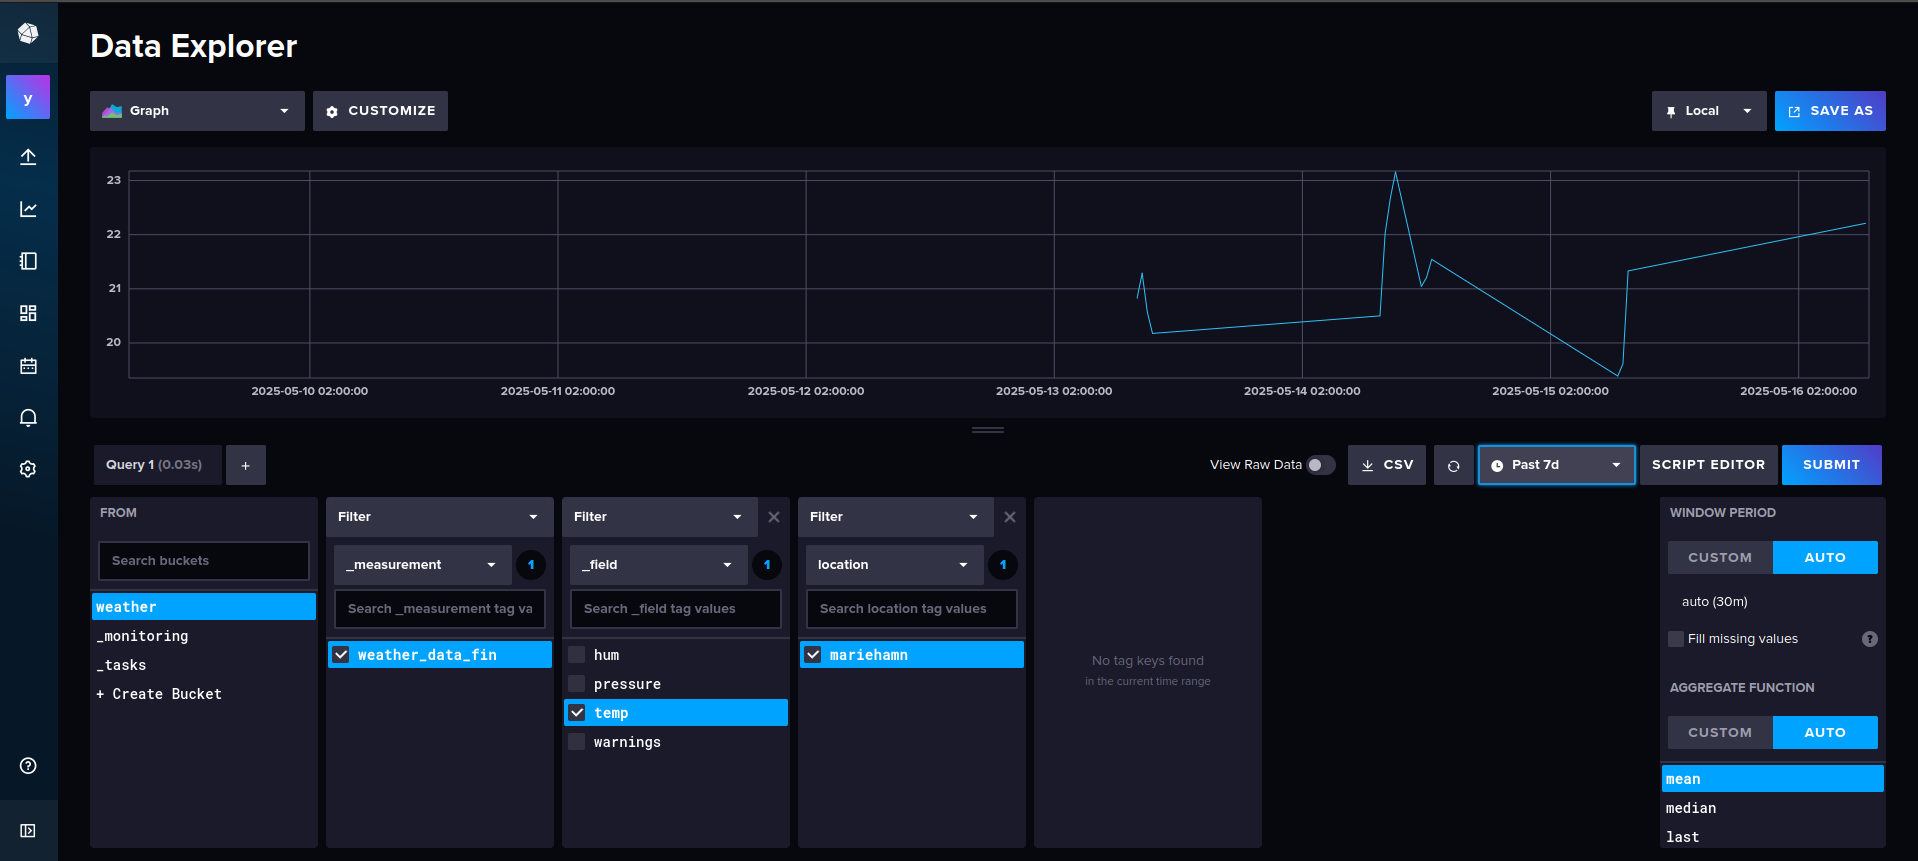 Data Explorer
y
Graph
CUSTOMIZE
Local
SAVE AS
23
22
21
20
2025-05-10 02:00:00
2025-05-11 02:00:00
2025-05-12 02:00:00
2025-05-13 02:00:00
2025-05-14 02:00:00
2025-05-15 02:00:00
2025-05-16 02:00:00
Query 1 (0.03s)
+
View Raw Data
CSV
Past 7d
SCRIPT EDITOR
SUBMIT
FROM
Search buckets
weather
_monitoring
_tasks
+ Create Bucket
Filter
_measurement
1
Search _measurement tag va
weather_data_fin
Filter
_field
1
Search _field tag values
hum
pressure
temp
warnings
Filter
location
1
Search location tag values
mariehamn
No tag keys found
in the current time range
WINDOW PERIOD
CUSTOM
AUTO
auto (30m)
Fill missing values
?
AGGREGATE FUNCTION
CUSTOM
AUTO
mean
median
last
?